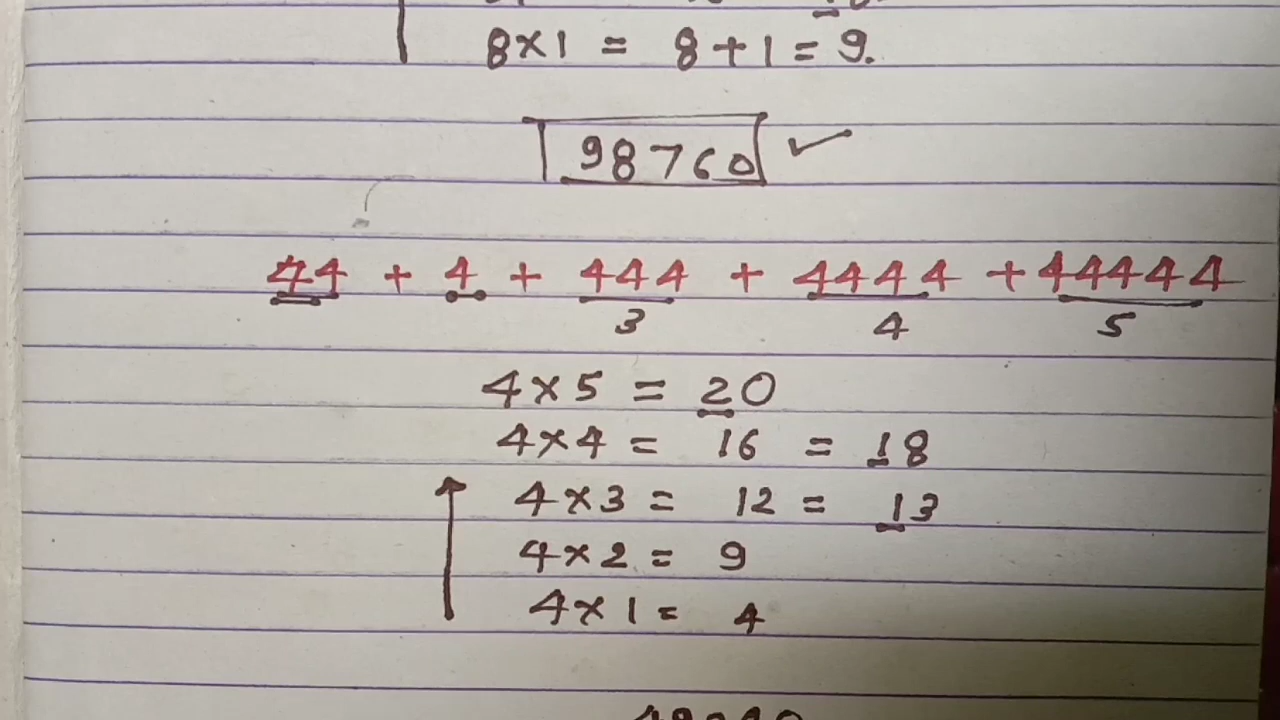 8×1 = 8+1=9.
98760 ✓
44 + 4 + 444 + 4444 + 44444
3 4 5
4×5 = 20
4×4 = 16 = 18
4×3 = 12 = 13
4×2 = 9
4×1= 4